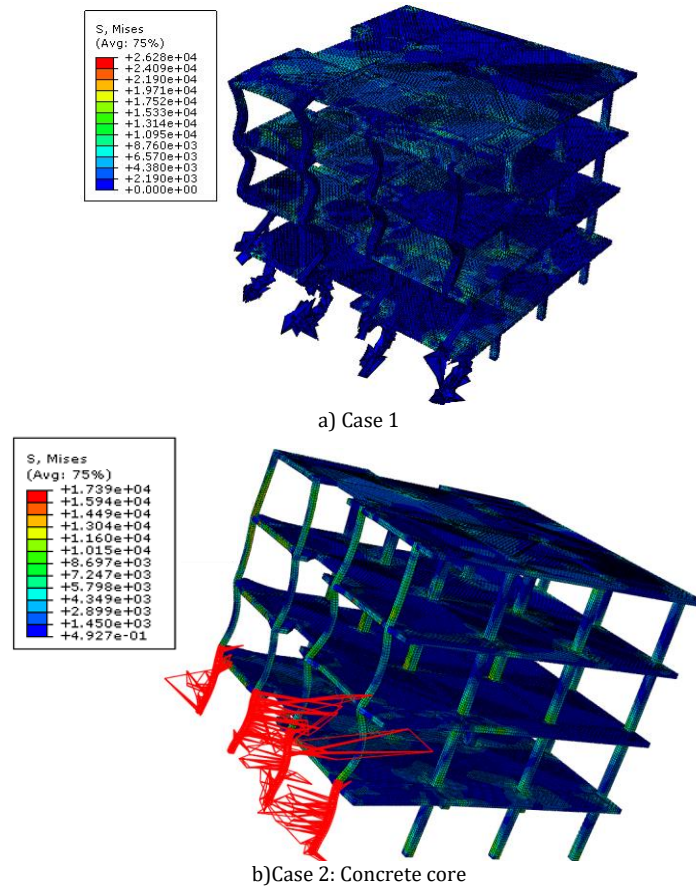 S, Mises
(Avg: 75%)
+2.628e+04
+2.409e+04
+2.190e+04
+1.971e+04
+1.752e+04
+1.533e+04
+1.314e+04
+1.095e+04
+8.760e+03
+6.570e+03
+4.380e+03
+2.190e+03
+0.000e+00
a) Case 1
S, Mises
(Avg: 75%)
+1.739e+04
+1.594e+04
+1.449e+04
+1.304e+04
+1.160e+04
+1.015e+04
+8.697e+03
+7.247e+03
+5.798e+03
+4.349e+03
+2.899e+03
+1.450e+03
+4.927e-01
b)Case 2: Concrete core